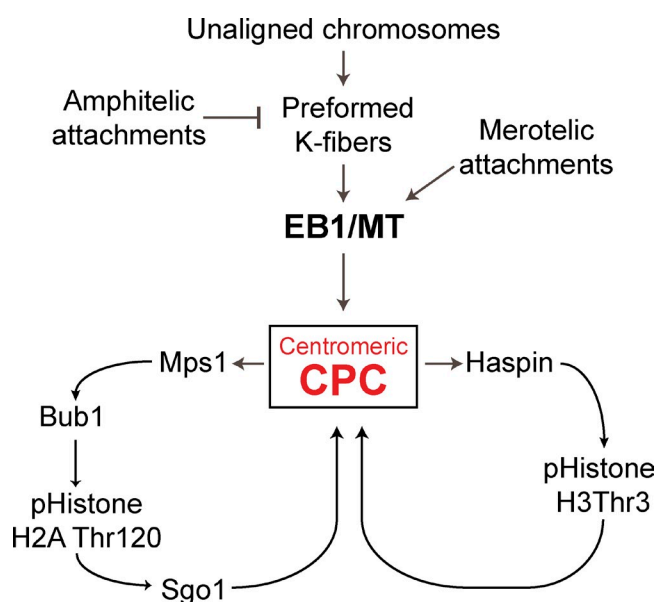 Unaligned chromosomes
Amphitelic
attachments
Preformed
K-fibers
Merotelic
attachments
EB1/MT
Centromeric
CPC
Mps1
Haspin
Bub1
pHistone
H3Thr3
pHistone
H2A Thr120
Sgo1